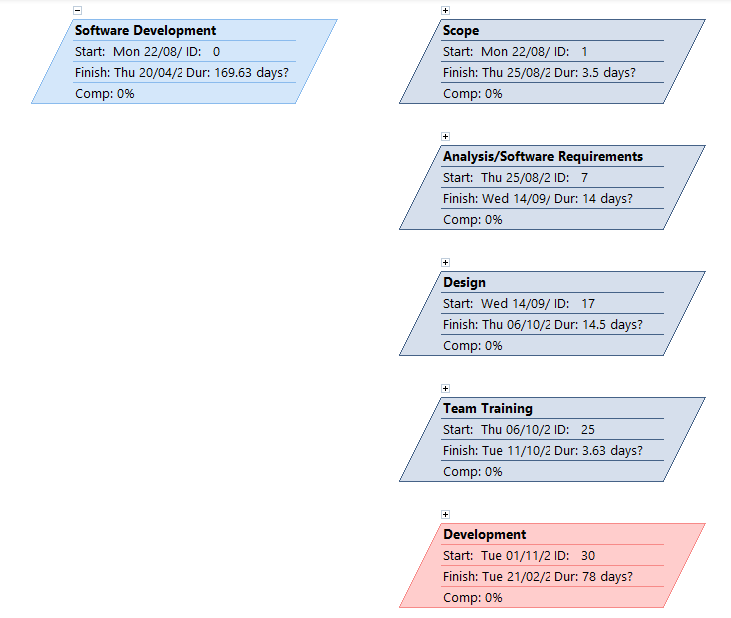 Software Development
Start: Mon 22/08/ ID: 0
Finish: Thu 20/04/2 Dur: 169.63 days?
Comp: 0%
Scope
Start: Mon 22/08/ ID: 1
Finish: Thu 25/08/2 Dur: 3.5 days?
Comp: 0%
Analysis/Software Requirements
Start: Thu 25/08/2 ID: 7
Finish: Wed 14/09/ Dur: 14 days?
Comp: 0%
Design
Start: Wed 14/09/ ID: 17
Finish: Thu 06/10/2 Dur: 14.5 days?
Comp: 0%
Team Training
Start: Thu 06/10/2 ID: 25
Finish: Tue 11/10/2 Dur: 3.63 days?
Comp: 0%
Development
Start: Tue 01/11/2 ID: 30
Finish: Tue 21/02/2 Dur: 78 days?
Comp: 0%